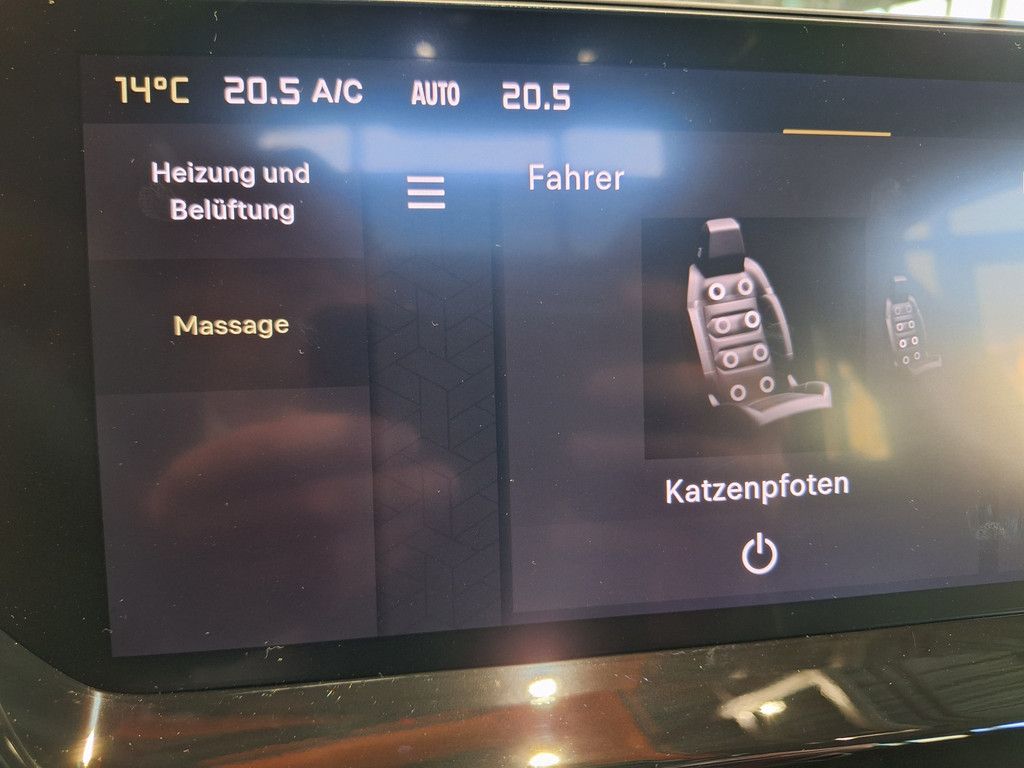 14°C 20.5 A/C AUTO 20.5
Heizung und
Belüftung
Fahrer
Massage
Katzenpfoten